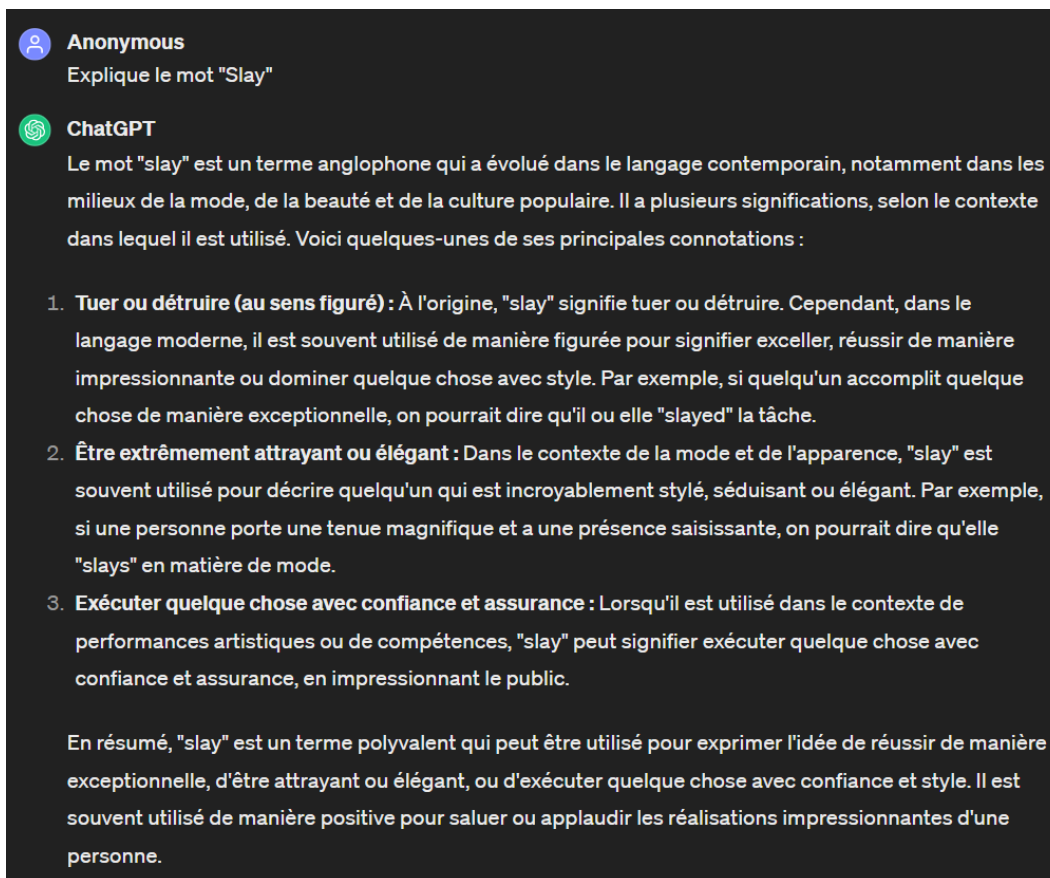 Anonymous
Explique le mot "Slay"
ChatGPT
Le mot "slay" est un terme anglophone qui a évolué dans le langage contemporain, notamment dans les
milieux de la mode, de la beauté et de la culture populaire. Il a plusieurs significations, selon le contexte
dans lequel il est utilisé. Voici quelques-unes de ses principales connotations :
1. Tuer ou détruire (au sens figuré) : À l'origine, "slay" signifie tuer ou détruire. Cependant, dans le
langage moderne, il est souvent utilisé de manière figurée pour signifier exceller, réussir de manière
impressionnante ou dominer quelque chose avec style. Par exemple, si quelqu'un accomplit quelque
chose de manière exceptionnelle, on pourrait dire qu'il ou elle "slayed" la tâche.
2. Être extrêmement attrayant ou élégant : Dans le contexte de la mode et de l'apparence, "slay" est
souvent utilisé pour décrire quelqu'un qui est incroyablement stylé, séduisant ou élégant. Par exemple,
si une personne porte une tenue magnifique et a une présence saisissante, on pourrait dire qu'elle
"slays" en matière de mode.
3. Exécuter quelque chose avec confiance et assurance : Lorsqu'il est utilisé dans le contexte de
performances artistiques ou de compétences, "slay" peut signifier exécuter quelque chose avec
confiance et assurance, en impressionnant le public.
En résumé, "slay" est un terme polyvalent qui peut être utilisé pour exprimer l'idée de réussir de manière
exceptionnelle, d'être attrayant ou élégant, ou d'exécuter quelque chose avec confiance et style. Il est
souvent utilisé de manière positive pour saluer ou applaudir les réalisations impressionnantes d'une
personne.